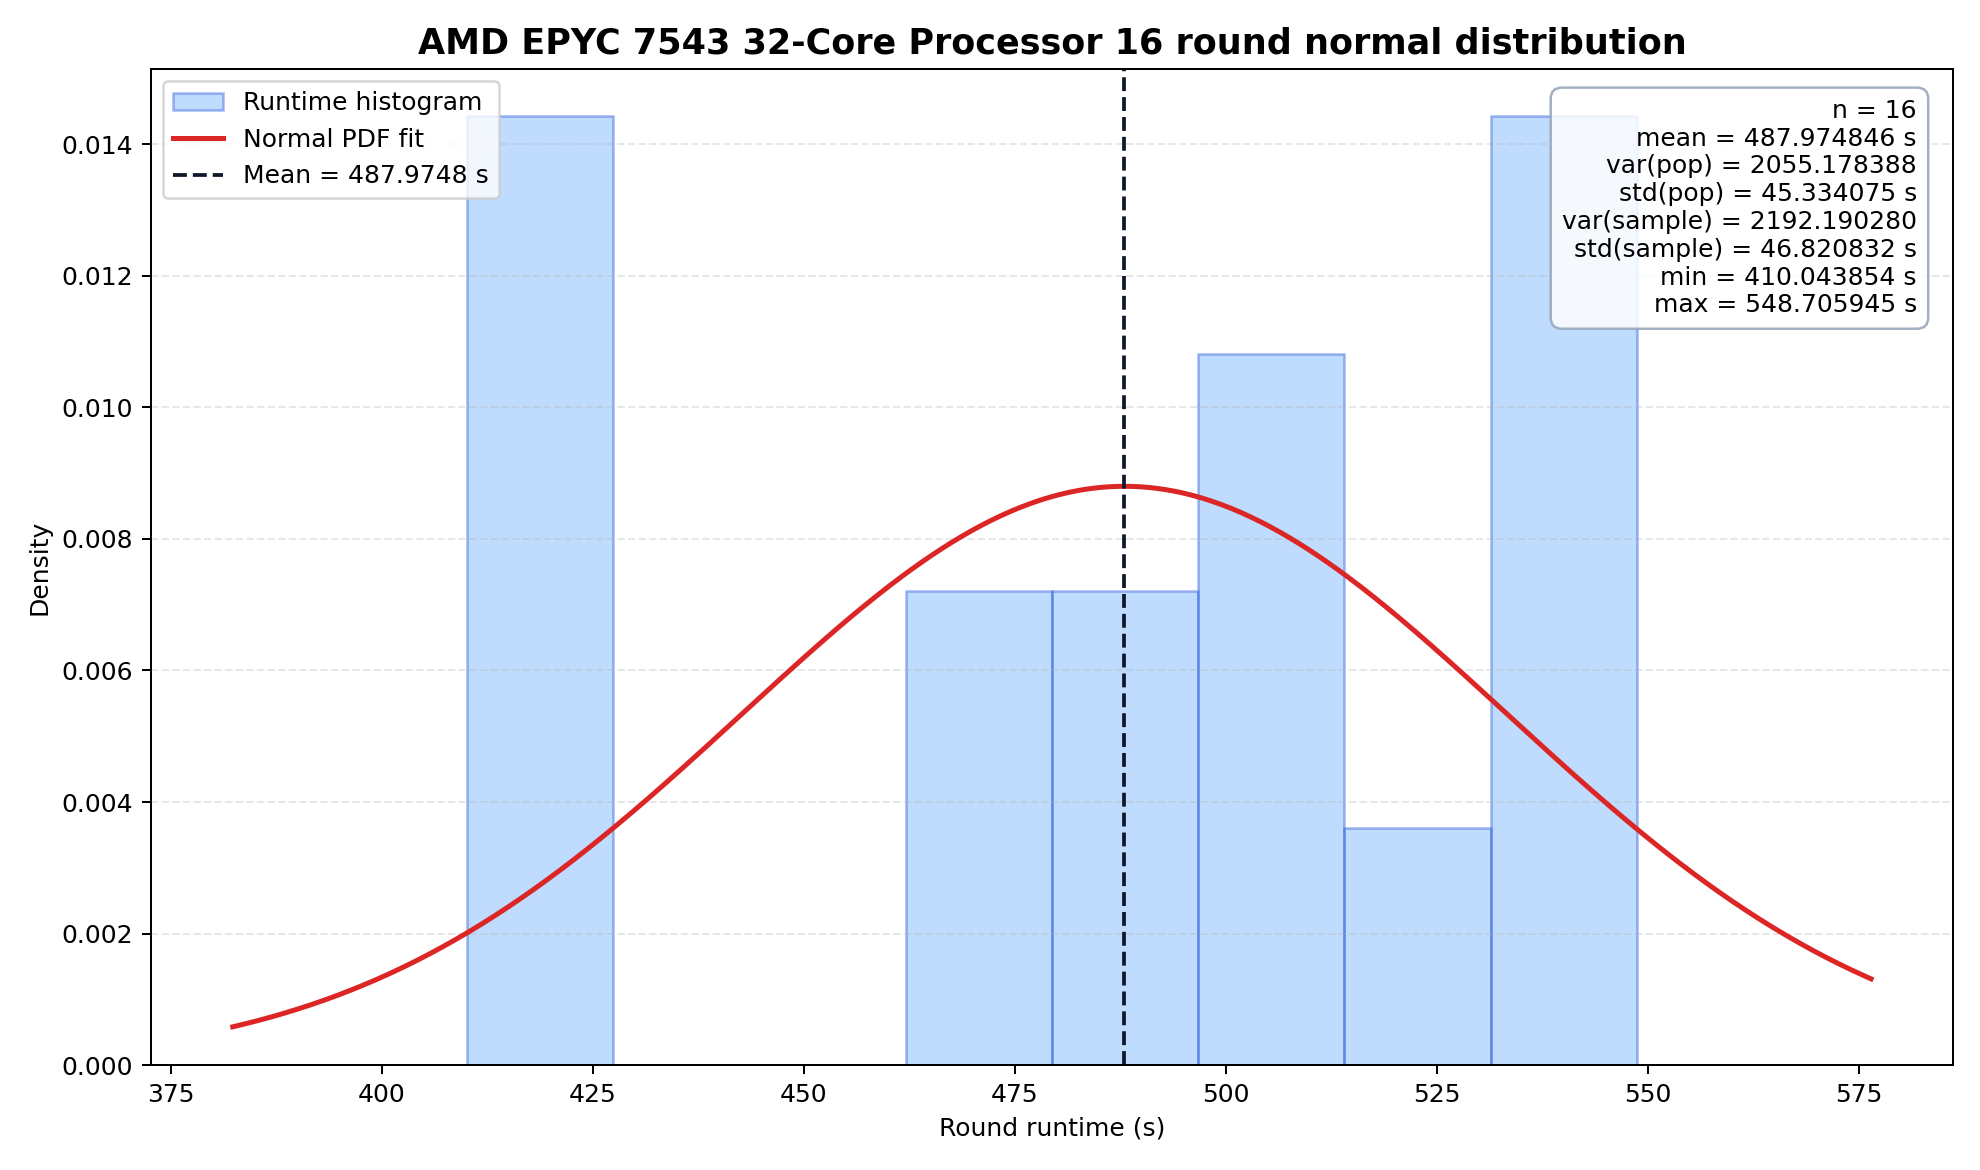 AMD EPYC 7543 32-Core Processor 16 round normal distribution
Runtime histogram
Normal PDF fit
Mean = 487.9748 s
n = 16
mean = 487.974846 s
var(pop) = 2055.178388
std(pop) = 45.334075 s
var(sample) = 2192.190280
std(sample) = 46.820832 s
min = 410.043854 s
max = 548.705945 s
Density
0.014
0.012
0.010
0.008
0.006
0.004
0.002
0.000
375 400 425 450 475 500 525 550 575
Round runtime (s)